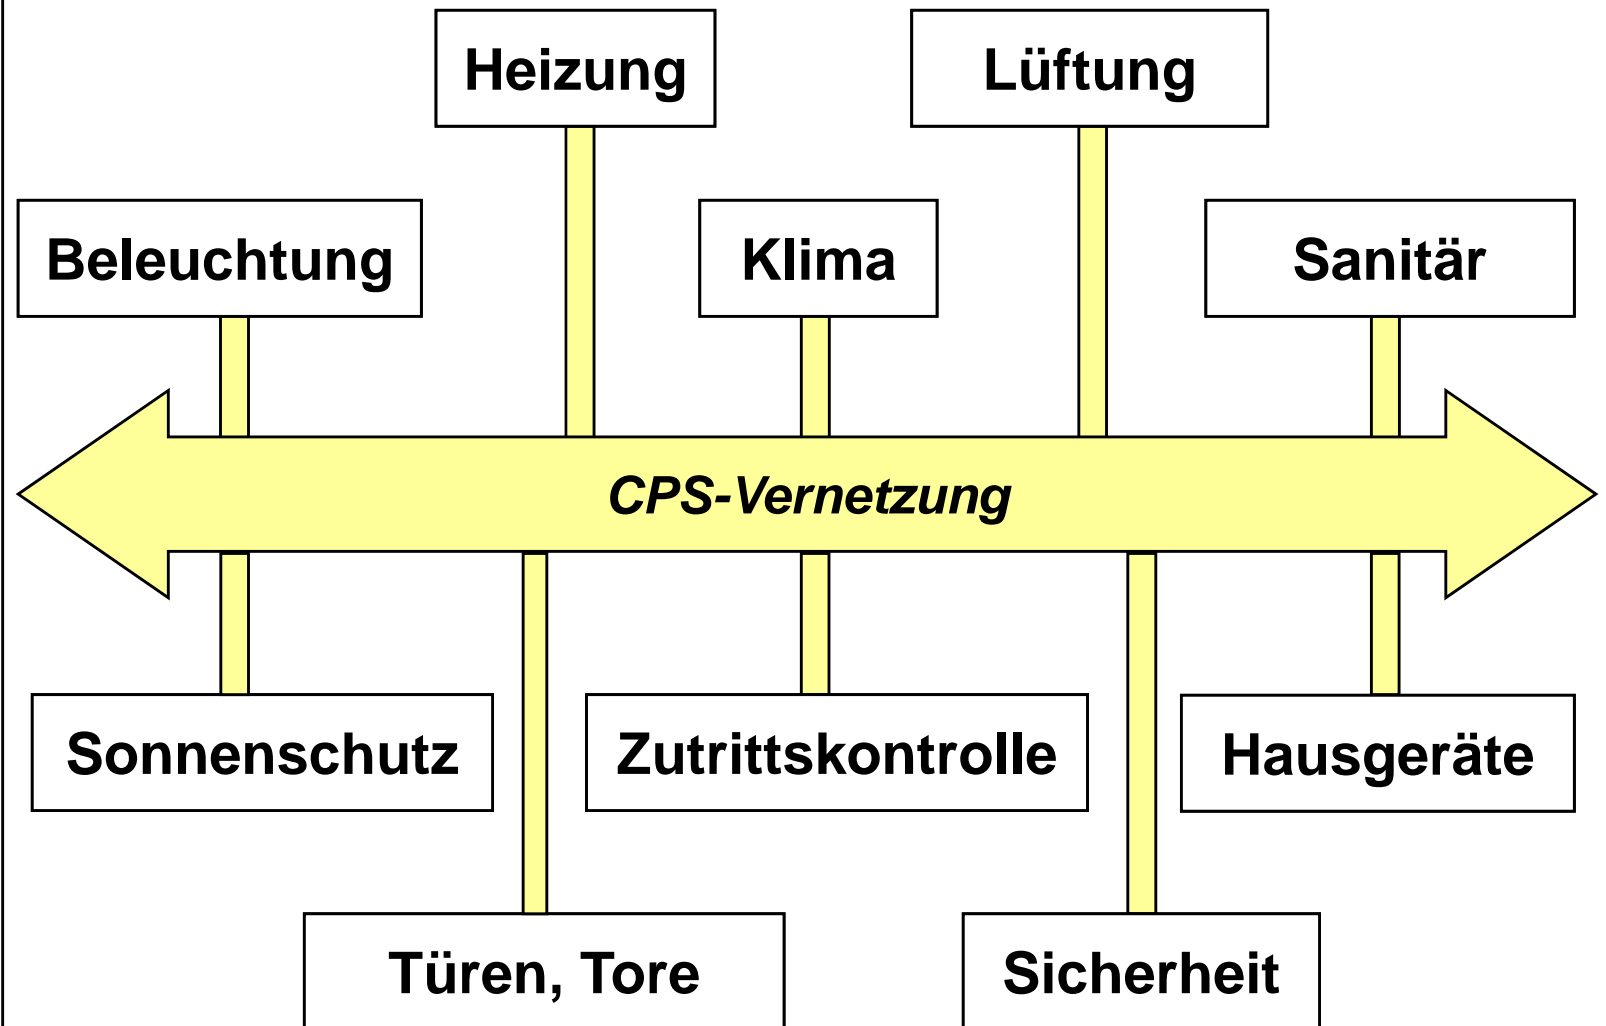 Heizung
Lüftung
Beleuchtung
Klima
Sanitär
CPS-Vernetzung
Sonnenschutz
Zutrittskontrolle
Hausgeräte
Türen, Tore
Sicherheit